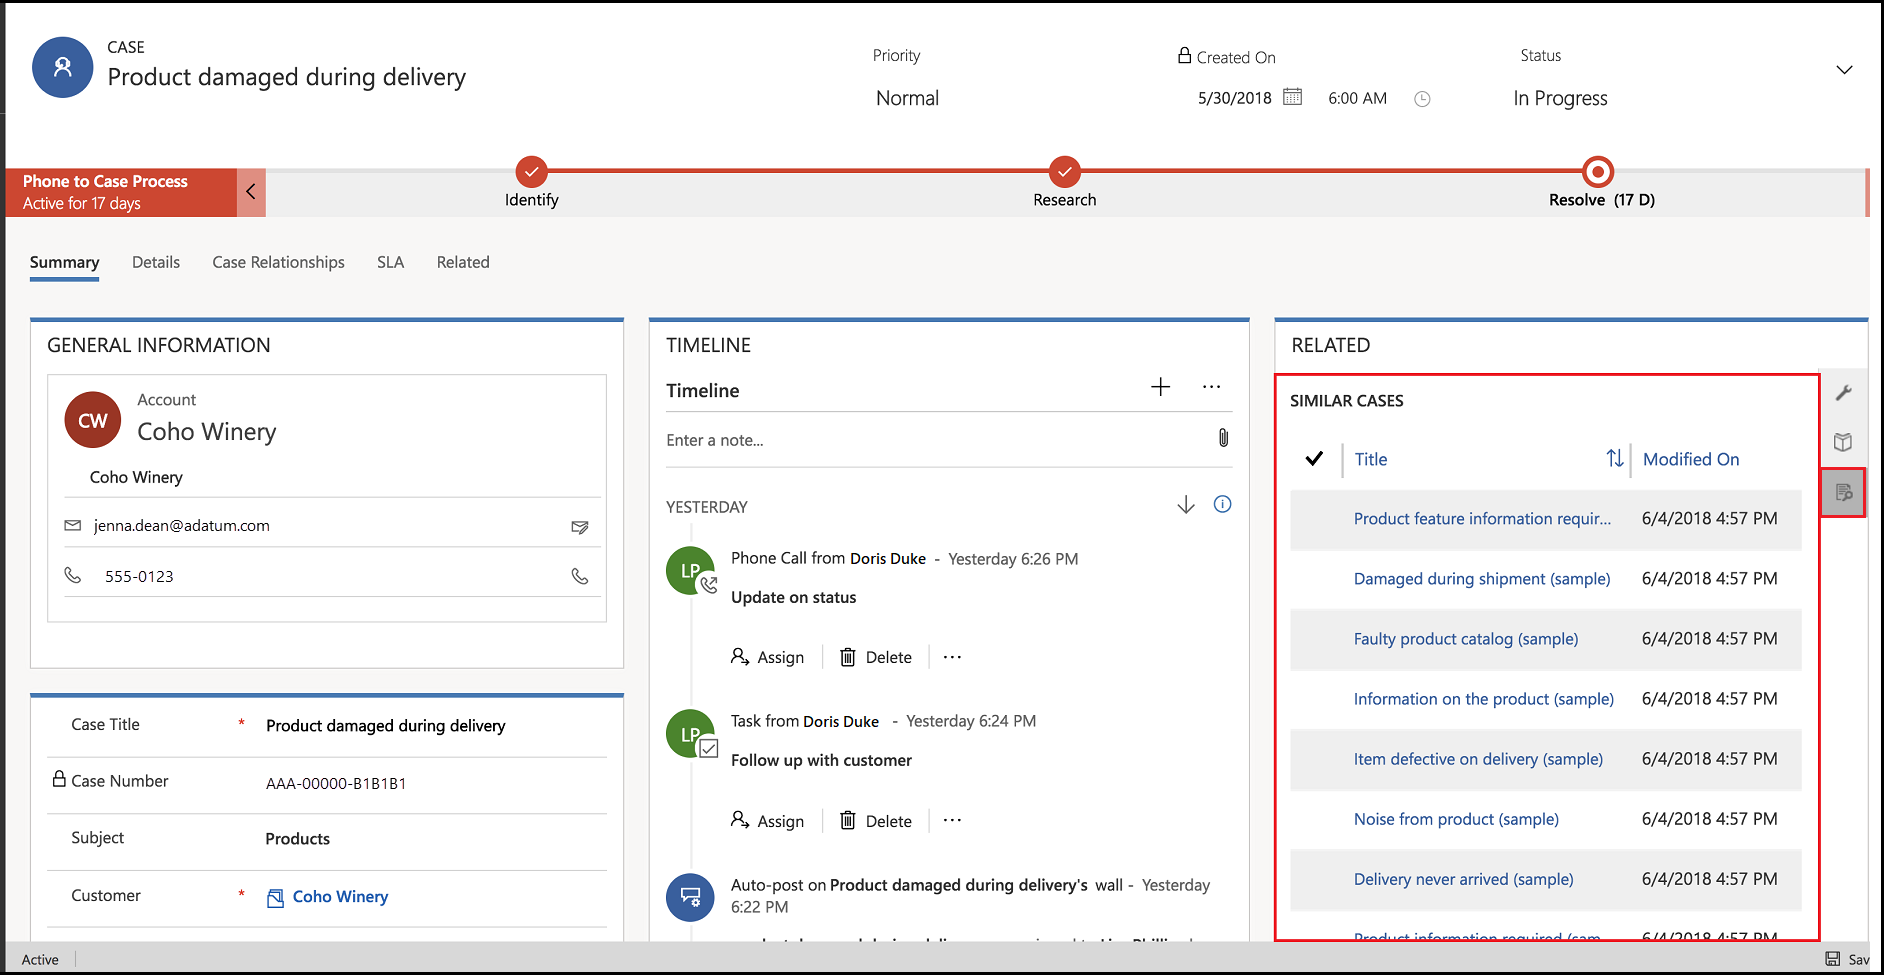 CASE
Product damaged during delivery
Priority
Normal
Created On
5/30/2018 6:00 AM
Status
In Progress
Phone to Case Process
Active for 17 days
Identify
Research
Resolve (17 D)
Summary Details Case Relationships SLA Related
GENERAL INFORMATION
CW
Account
Coho Winery
Coho Winery
jenna.dean@adatum.com
555-0123
Case Title * Product damaged during delivery
Case Number AAA-00000-B1B1B1
Subject Products
Customer * Coho Winery
TIMELINE
Timeline
Enter a note...
YESTERDAY
LP
Phone Call from Doris Duke - Yesterday 6:26 PM
Update on status
Assign Delete ...
LP
Task from Doris Duke - Yesterday 6:24 PM
Follow up with customer
Assign Delete ...
Auto-post on Product damaged during delivery's wall - Yesterday
6:22 PM
RELATED
SIMILAR CASES
Title Modified On
Product feature information requir... 6/4/2018 4:57 PM
Damaged during shipment (sample) 6/4/2018 4:57 PM
Faulty product catalog (sample) 6/4/2018 4:57 PM
Information on the product (sample) 6/4/2018 4:57 PM
Item defective on delivery (sample) 6/4/2018 4:57 PM
Noise from product (sample) 6/4/2018 4:57 PM
Delivery never arrived (sample) 6/4/2018 4:57 PM
Product information required (sam... 6/4/2018 4:57 PM
Active
Sav